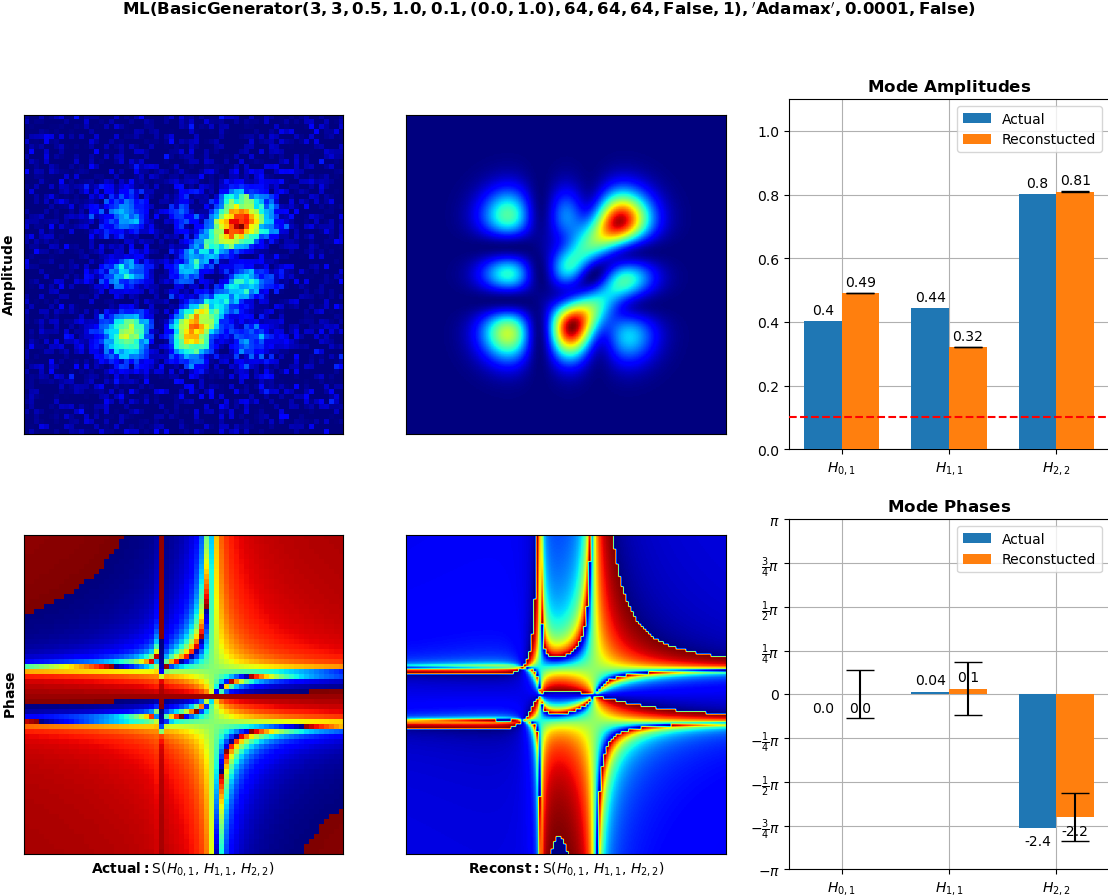 ML(BasicGenerator(3, 3, 0.5, 1.0, 0.1, (0.0, 1.0), 64, 64, 64, False, 1), ′Adamax′, 0.0001, False)
Amplitude
Mode Amplitudes
Actual
Reconstucted
1.0
0.8
0.6
0.4
0.2
0.0
0.4
0.49
0.44
0.32
0.8
0.81
H0, 1
H1, 1
H2, 2
Phase
Actual: S(H0, 1, H1, 1, H2, 2)
Reconst: S(H0, 1, H1, 1, H2, 2)
Mode Phases
Actual
Reconstucted
π
3/4π
1/2π
1/4π
0
−1/4π
−1/2π
−3/4π
−π
0.0
0.0
0.04
0.1
-2.4
-2.2
H0, 1
H1, 1
H2, 2